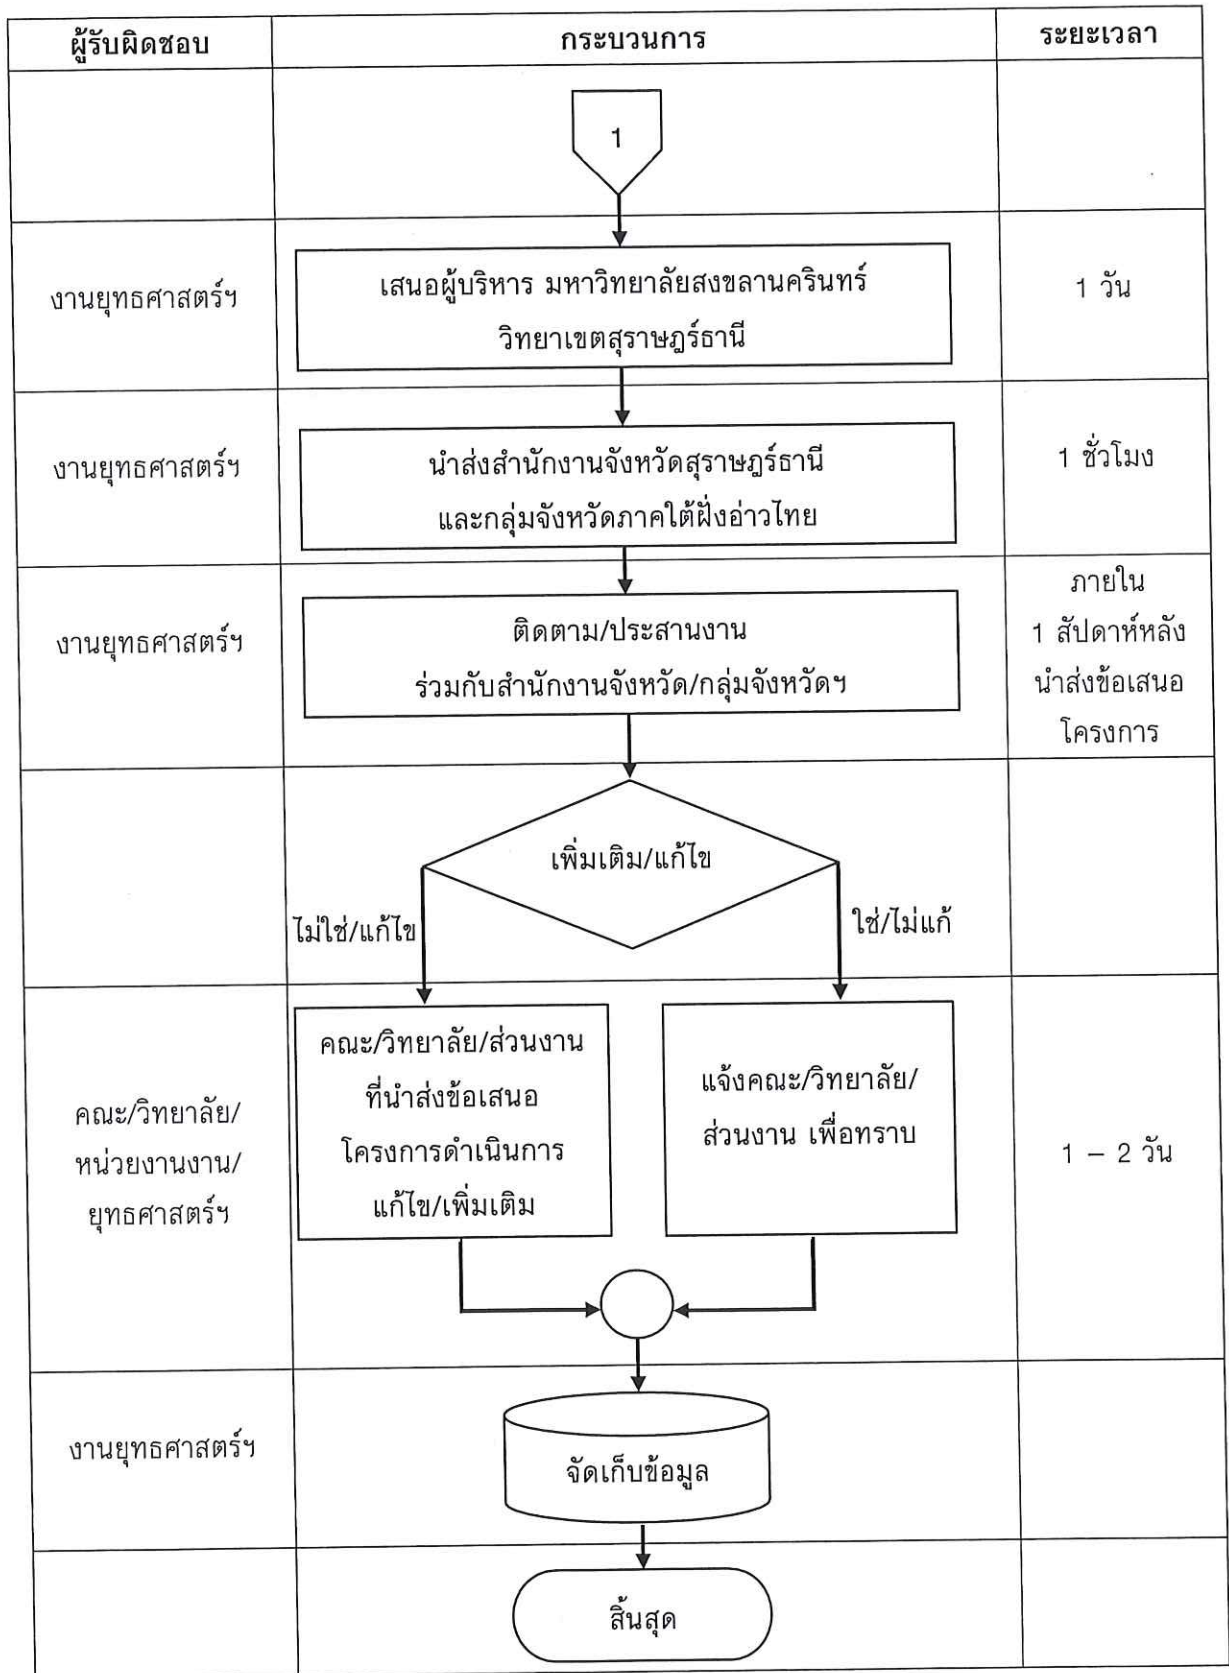 ผู้รับผิดชอบ
กระบวนการ
ระยะเวลา
1
งานยุทธศาสตร์ฯ
เสนอผู้บริหาร มหาวิทยาลัยสงขลานครินทร์
วิทยาเขตสุราษฎร์ธานี
1 วัน
งานยุทธศาสตร์ฯ
นำส่งสำนักงานจังหวัดสุราษฎร์ธานี
และกลุ่มจังหวัดภาคใต้ฝั่งอ่าวไทย
1 ชั่วโมง
งานยุทธศาสตร์ฯ
ติดตาม/ประสานงาน
ร่วมกับสำนักงานจังหวัด/กลุ่มจังหวัดฯ
ภายใน
1 สัปดาห์หลัง
นำส่งข้อเสนอ
โครงการ
เพิ่มเติม/แก้ไข
ไม่ใช่/แก้ไข
ใช่/ไม่แก้
คณะ/วิทยาลัย/
หน่วยงานงาน/
ยุทธศาสตร์ฯ
คณะ/วิทยาลัย/ส่วนงาน
ที่นำส่งข้อเสนอ
โครงการดำเนินการ
แก้ไข/เพิ่มเติม
แจ้งคณะ/วิทยาลัย/
ส่วนงาน เพื่อทราบ
1 – 2 วัน
งานยุทธศาสตร์ฯ
จัดเก็บข้อมูล
สิ้นสุด